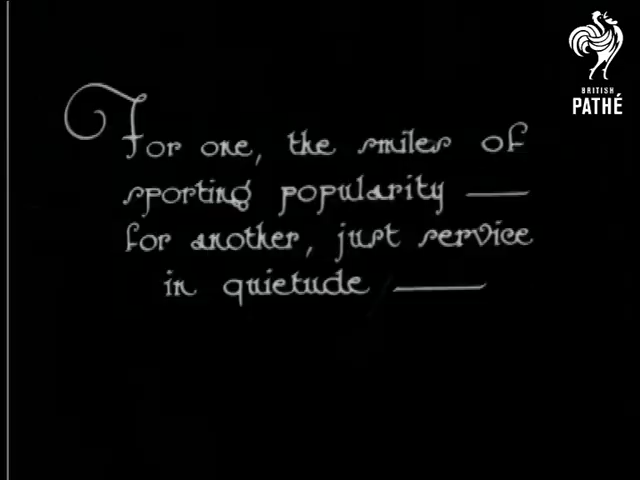 BRITISH
PATHÉ
For one, the smiles of
sporting popularity —
for another, just service
in quietude —